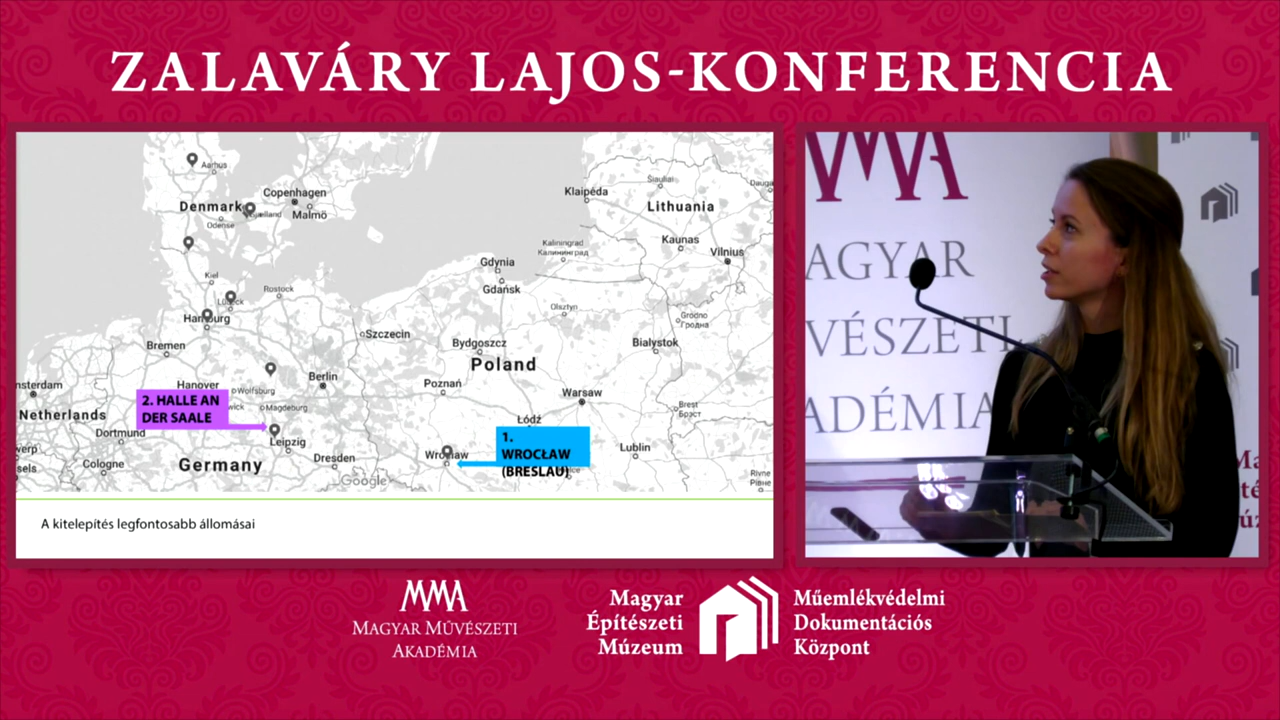 ZALAVÁRY LAJOS-KONFERENCIA
Aarhus
Copenhagen
Denmark
Malmö
Odense
Kiel
Rostock
Lübeck
Hamburg
Bremen
Szczecin
Hanover
Wolfsburg
Berlin
Magdeburg
Netherlands
Dortmund
Cologne
Leipzig
Germany
Dresden
Google
Klaipėda
Šiauliai
Lithuania
Kaunas
Vilnius
Kaliningrad
Калининград
Gdynia
Gdańsk
Olsztyn
Grodno
Гродна
Bydgoszcz
Bialystok
Poland
Poznań
Warsaw
Brest
Брэст
Łódź
Lublin
Wrocław
Rivne
Рівне
2. HALLE AN
DER SAALE
1.
WROCŁAW
(BRESLAU)
A kitelepítés legfontosabb állomásai
MMA
AGYAR
VÉSZETI
ADÉMIA
MMA
MAGYAR MŰVÉSZETI
AKADÉMIA
Magyar
Építészeti
Múzeum
Műemlékvédelmi
Dokumentációs
Központ